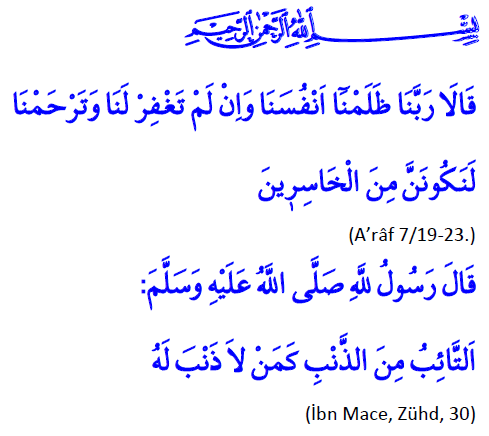 بِسْمِ اللّٰهِ الرَّحْمٰنِ الرَّحِيمِ
قَالَا رَبَّنَا ظَلَمْنَٓا اَنْفُسَنَا وَاِنْ لَمْ تَغْفِرْ لَنَا وَتَرْحَمْنَا
لَنَكُونَنَّ مِنَ الْخَاسِر۪ينَ
(A’râf 7/19-23.)
قَالَ رَسُولُ للَّهِ صَلَّى اللَّهُ عَلَيْهِ وَسَلَّمَ:
اَلتَّائِبُ مِنَ الذَّنْبِ كَمَنْ لاَ ذَنْبَ لَهُ
(İbn Mace, Zühd, 30)